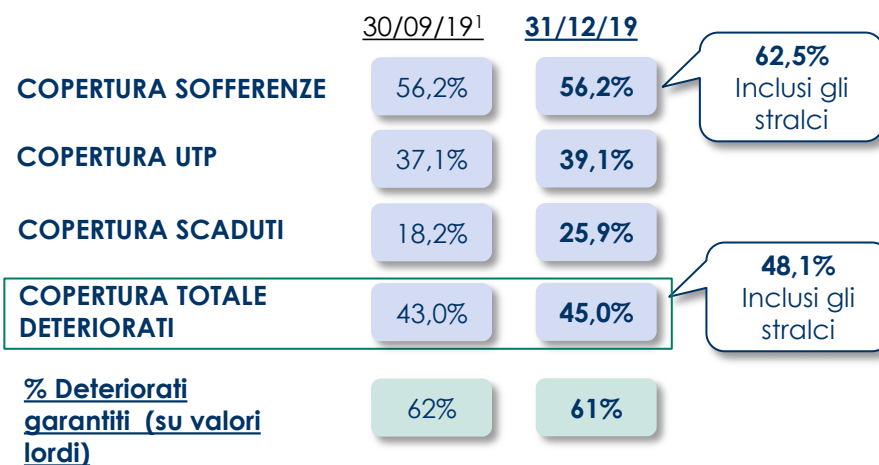 30/09/19¹ 31/12/19
62,5%
Inclusi gli
stralci
COPERTURA SOFFERENZE 56,2% 56,2%
COPERTURA UTP 37,1% 39,1%
COPERTURA SCADUTI 18,2% 25,9%
48,1%
Inclusi gli
stralci
COPERTURA TOTALE
DETERIORATI 43,0% 45,0%
% Deteriorati
garantiti (su valori
lordi) 62% 61%